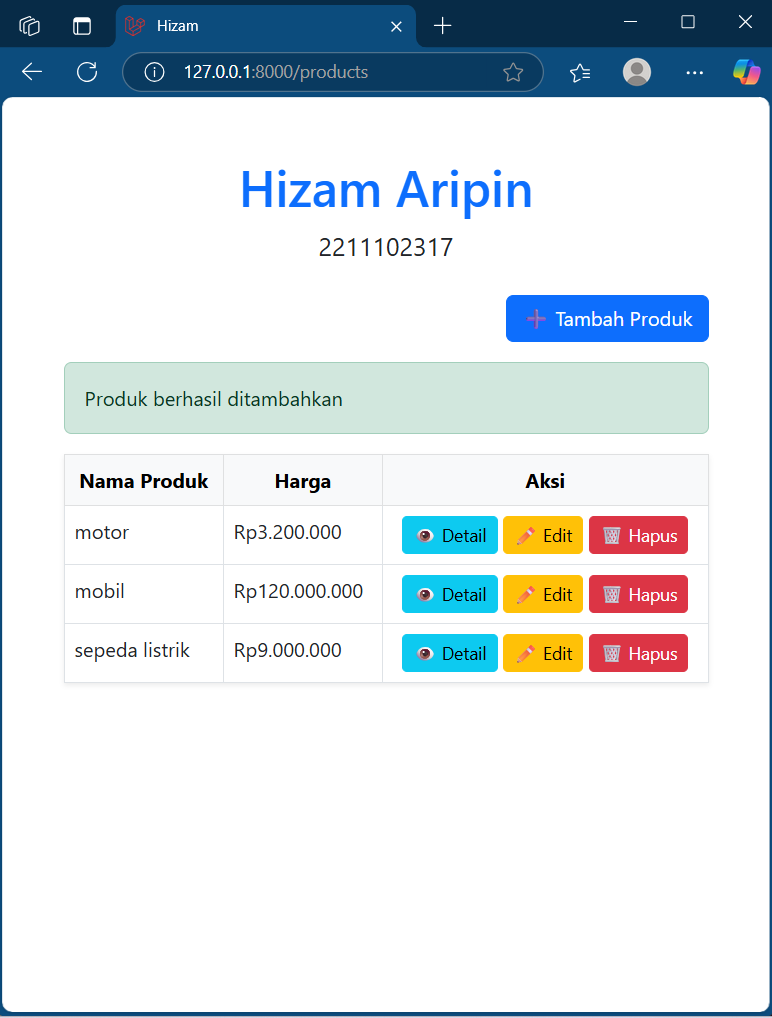 Hizam
127.0.0.1:8000/products
Hizam Aripin
2211102317
➕ Tambah Produk
Produk berhasil ditambahkan
Nama Produk Harga Aksi
motor Rp3.200.000 👁️ Detail ✏️ Edit 🗑️ Hapus
mobil Rp120.000.000 👁️ Detail ✏️ Edit 🗑️ Hapus
sepeda listrik Rp9.000.000 👁️ Detail ✏️ Edit 🗑️ Hapus